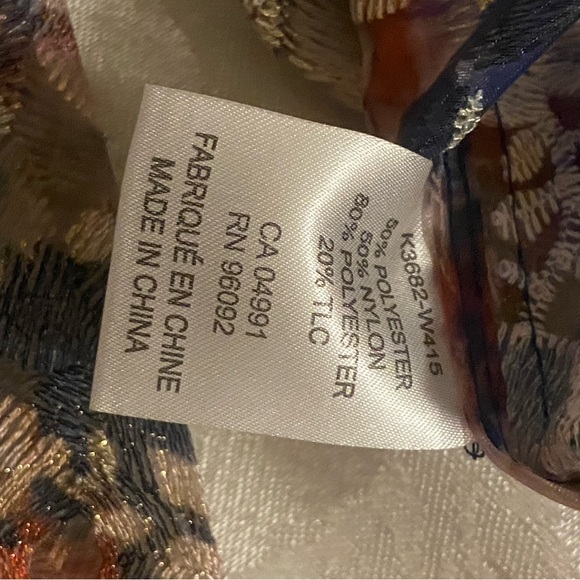 K3682-W415
50% POLYESTER
50% NYLON
80% POLYESTER
20% TLC
CA 04991
RN 96092
FABRIQUÉ EN CHINE
MADE IN CHINA